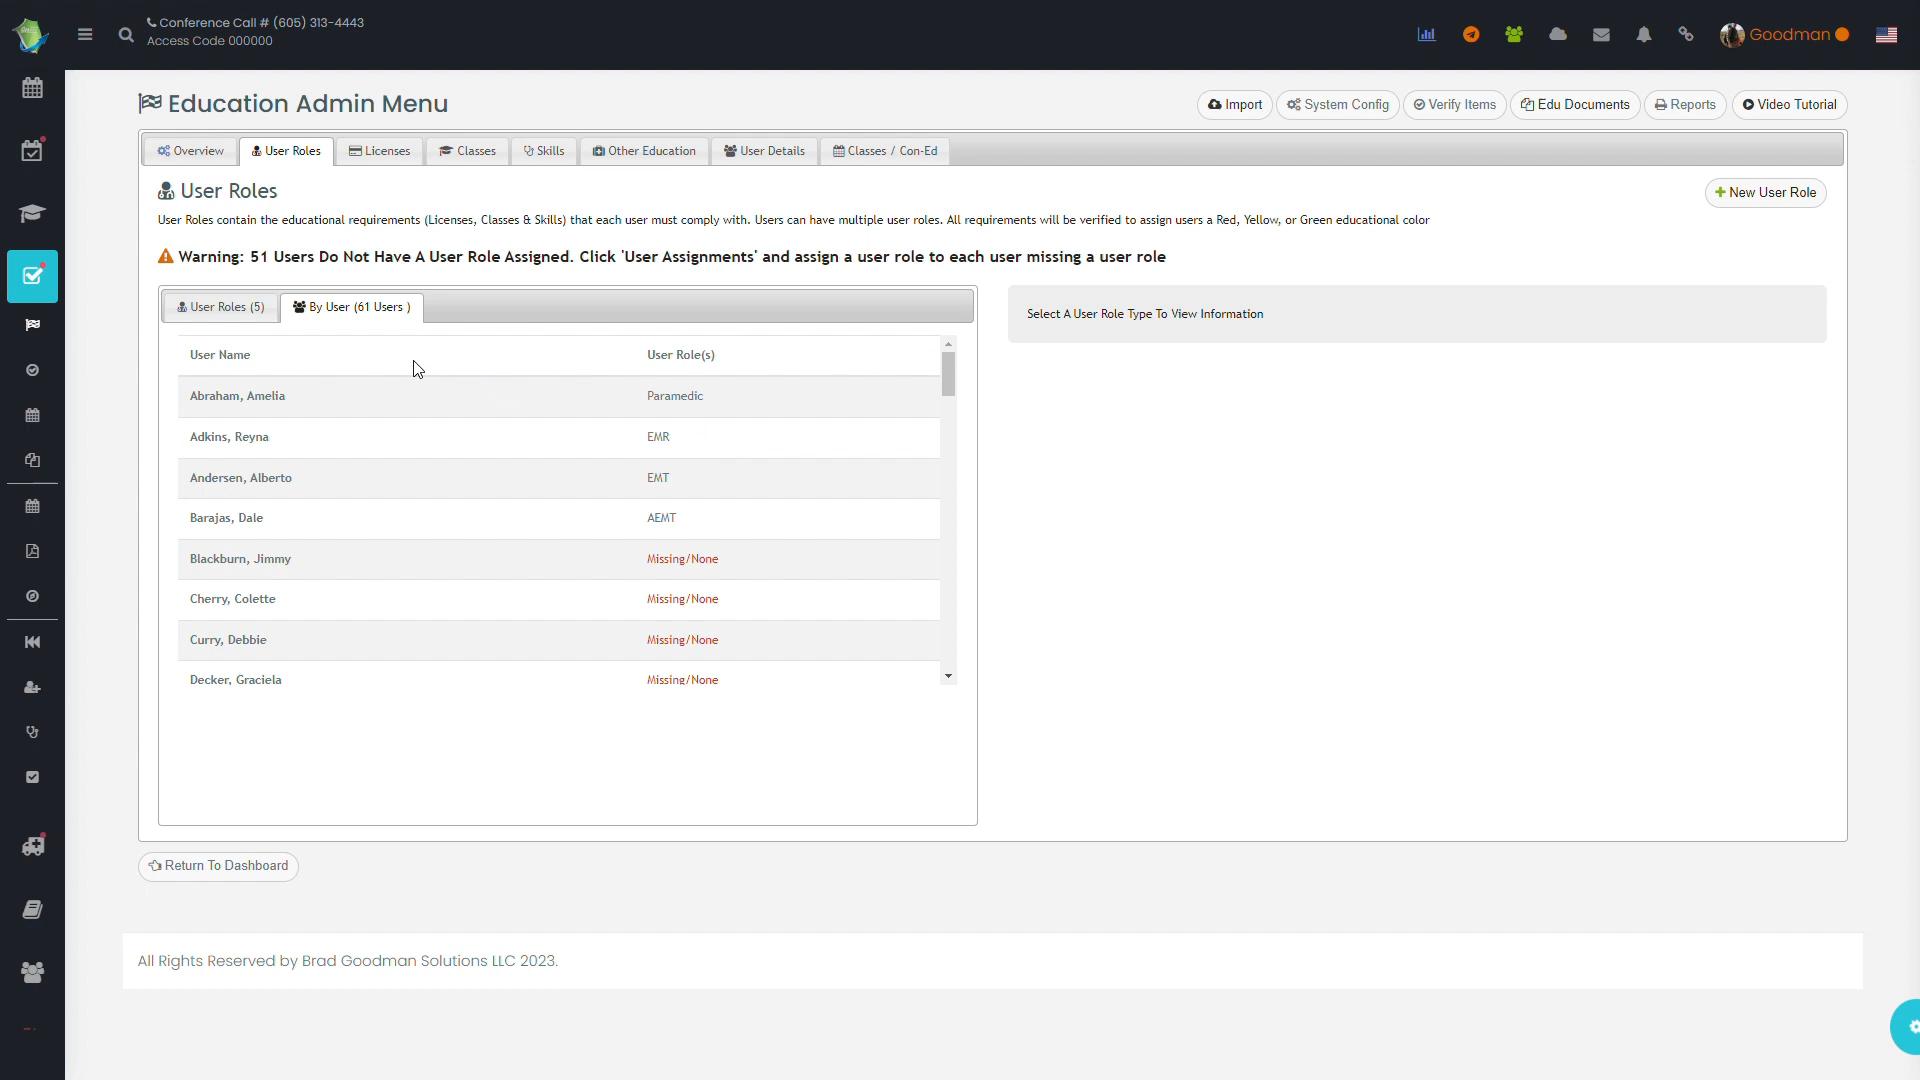 Conference Call # (605) 313-4443
Access Code 000000
Goodman
Education Admin Menu
Import
System Config
Verify Items
Edu Documents
Reports
Video Tutorial
Overview
User Roles
Licenses
Classes
Skills
Other Education
User Details
Classes / Con-Ed
User Roles
New User Role
User Roles contain the educational requirements (Licenses, Classes & Skills) that each user must comply with. Users can have multiple user roles. All requirements will be verified to assign users a Red, Yellow, or Green educational color
Warning: 51 Users Do Not Have A User Role Assigned. Click 'User Assignments' and assign a user role to each user missing a user role
User Roles (5)
By User (61 Users )
Select A User Role Type To View Information
User Name User Role(s)
Abraham, Amelia Paramedic
Adkins, Reyna EMR
Andersen, Alberto EMT
Barajas, Dale AEMT
Blackburn, Jimmy Missing/None
Cherry, Colette Missing/None
Curry, Debbie Missing/None
Decker, Graciela Missing/None
Return To Dashboard
All Rights Reserved by Brad Goodman Solutions LLC 2023.